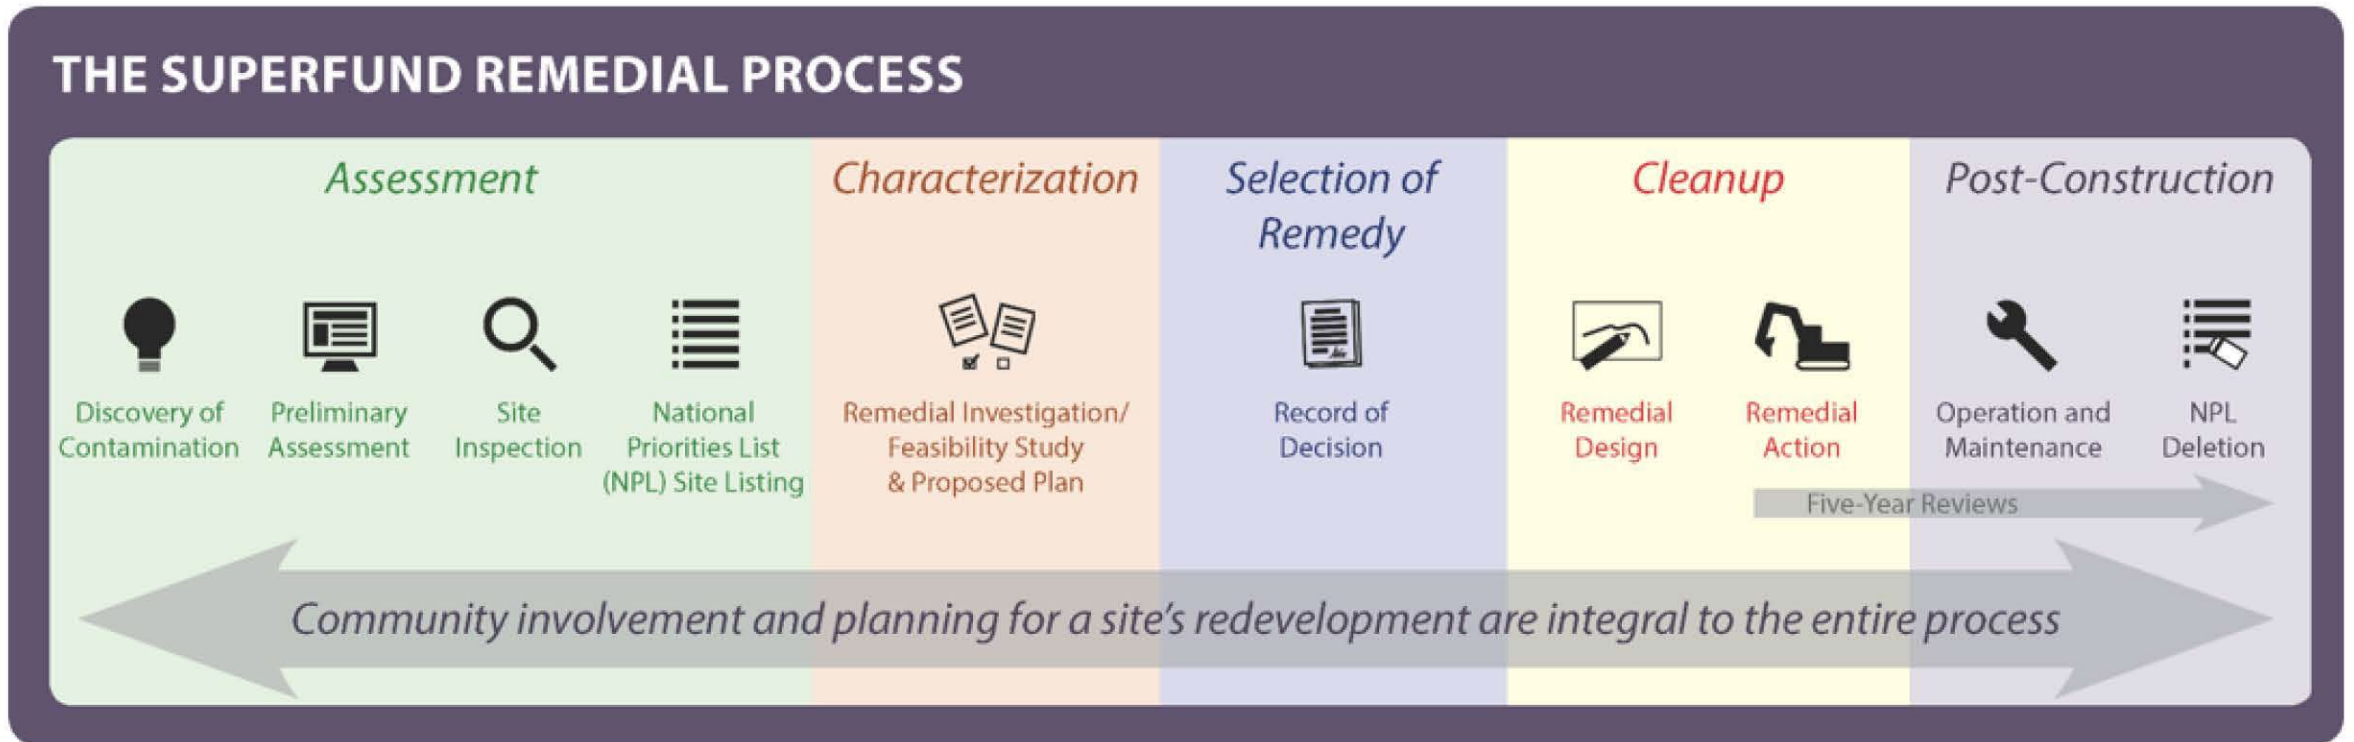 THE SUPERFUND REMEDIAL PROCESS
Assessment
Discovery of
Contamination
Preliminary
Assessment
Site
Inspection
National
Priorities List
(NPL) Site Listing
Characterization
Remedial Investigation/
Feasibility Study
& Proposed Plan
Selection of
Remedy
Record of
Decision
Cleanup
Remedial
Design
Remedial
Action
Post-Construction
Operation and
Maintenance
NPL
Deletion
Five-Year Reviews
Community involvement and planning for a site's redevelopment are integral to the entire process